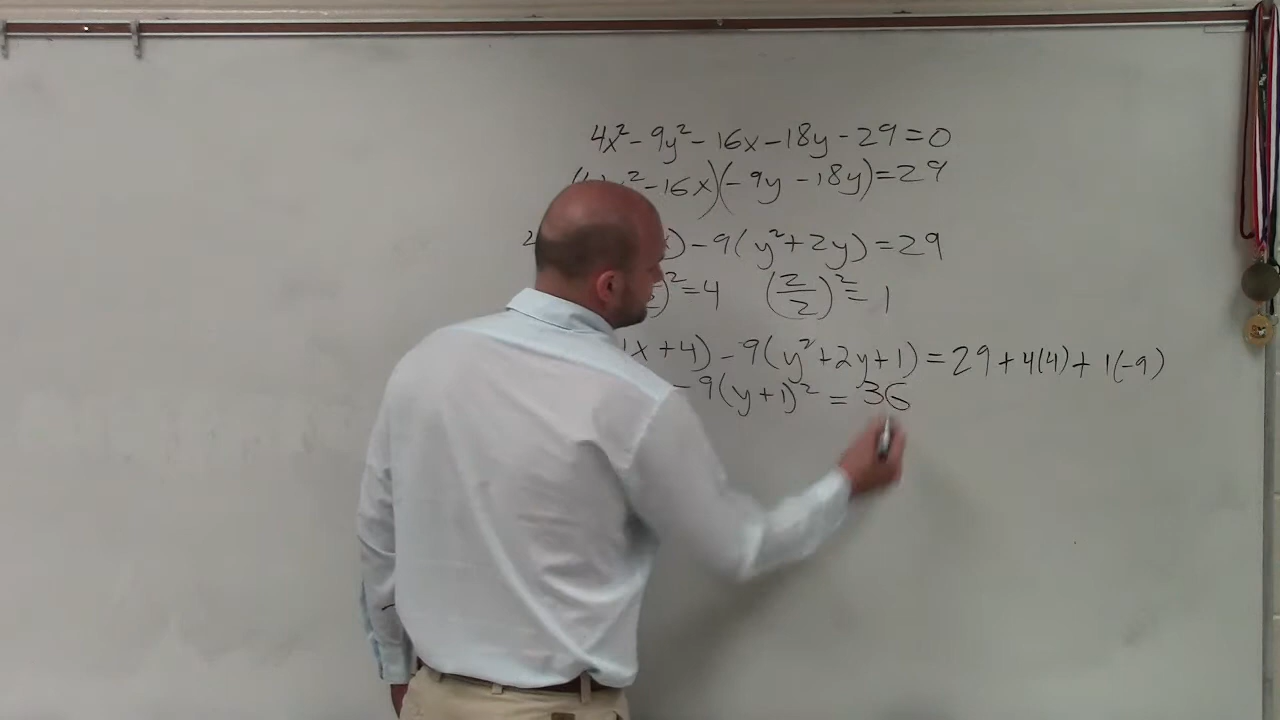 4x² - 9y² - 16x - 18y - 29 = 0
² - 16x)(-9y - 18y) = 29
) - 9(y² + 2y) = 29
)² = 4 (2/2)² = 1
x + 4) - 9(y² + 2y + 1) = 29 + 4(4) + 1(-9)
- 9(y + 1)² = 36